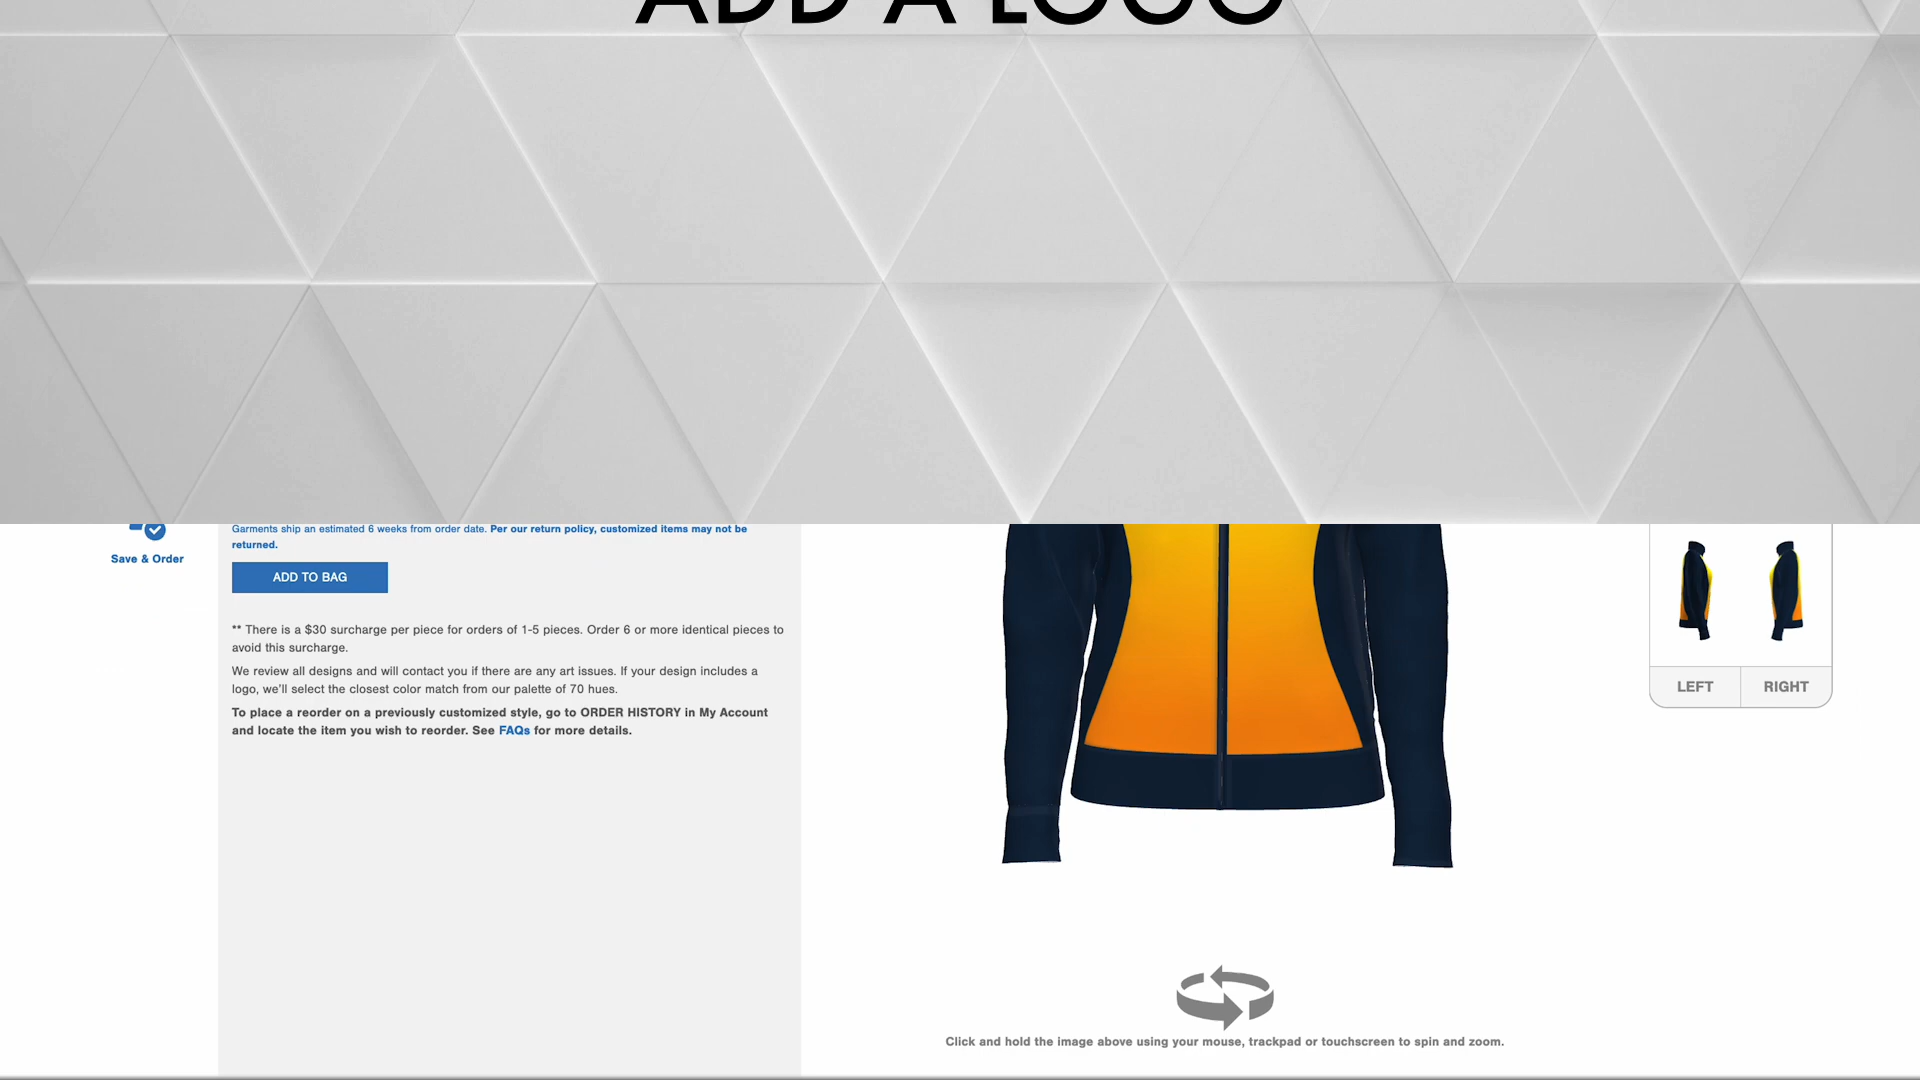 ADD A LOGO
Garments ship an estimated 6 weeks from order date. Per our return policy, customized items may not be
returned.
Save & Order
ADD TO BAG
** There is a $30 surcharge per piece for orders of 1-5 pieces. Order 6 or more identical pieces to
avoid this surcharge.
We review all designs and will contact you if there are any art issues. If your design includes a
logo, we'll select the closest color match from our palette of 70 hues.
To place a reorder on a previously customized style, go to ORDER HISTORY in My Account
and locate the item you wish to reorder. See FAQs for more details.
LEFT
RIGHT
Click and hold the image above using your mouse, trackpad or touchscreen to spin and zoom.